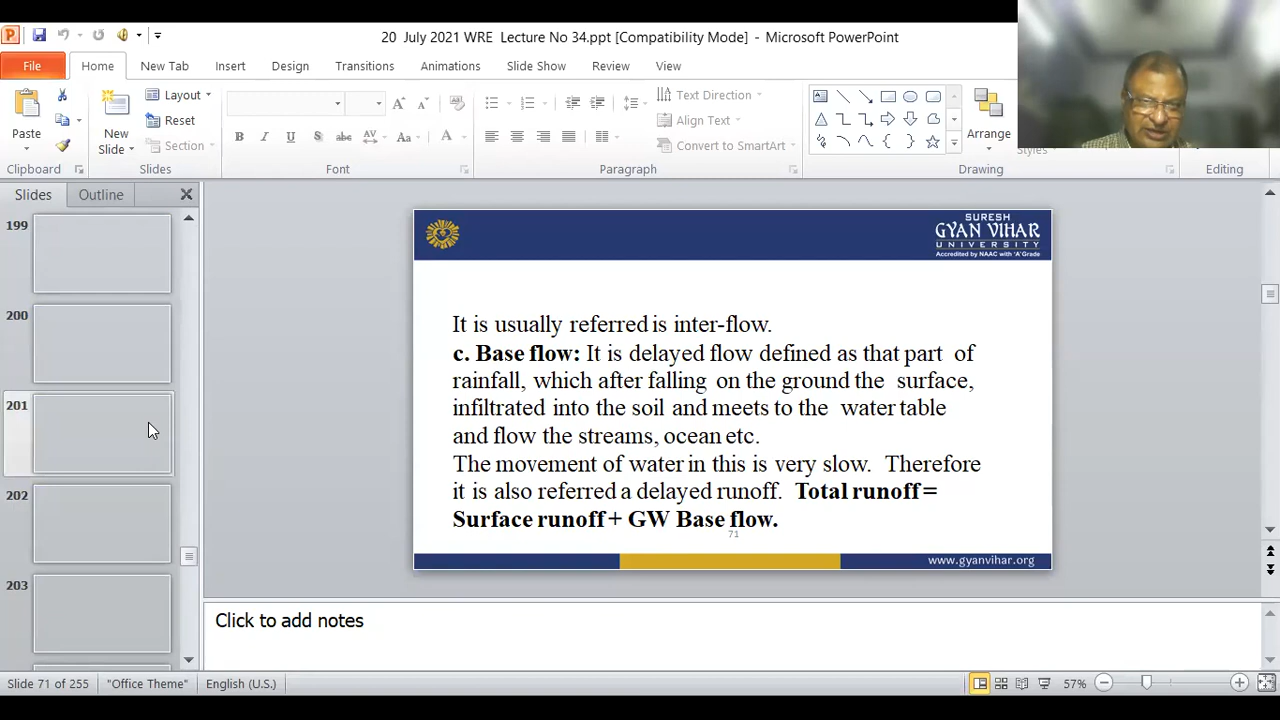 20 July 2021 WRE Lecture No 34.ppt [Compatibility Mode] - Microsoft PowerPoint
File Home New Tab Insert Design Transitions Animations Slide Show Review View
Paste
New Slide
Layout
Reset
Section
Text Direction
Align Text
Convert to SmartArt
Arrange
Styles
Clipboard Slides Font Paragraph Drawing Editing
Slides Outline
199
200
201
202
203
SURESH
GYAN VIHAR
UNIVERSITY
Accredited by NAAC with 'A' Grade
It is usually referred is inter-flow.
c. Base flow: It is delayed flow defined as that part of
rainfall, which after falling on the ground the surface,
infiltrated into the soil and meets to the water table
and flow the streams, ocean etc.
The movement of water in this is very slow. Therefore
it is also referred a delayed runoff. Total runoff =
Surface runoff + GW Base flow.
71
www.gyanvihar.org
Click to add notes
Slide 71 of 255 "Office Theme" English (U.S.) 57%